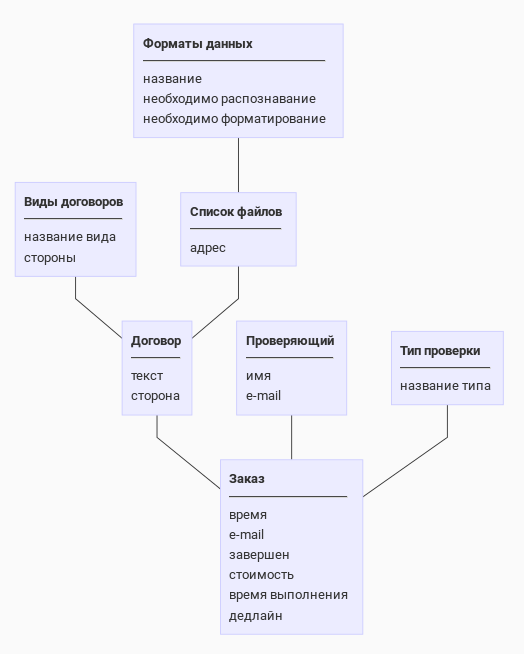 Форматы данных
название
необходимо распознавание
необходимо форматирование
Виды договоров
название вида
стороны
Список файлов
адрес
Договор
текст
сторона
Проверяющий
имя
e-mail
Тип проверки
название типа
Заказ
время
e-mail
завершен
стоимость
время выполнения
дедлайн